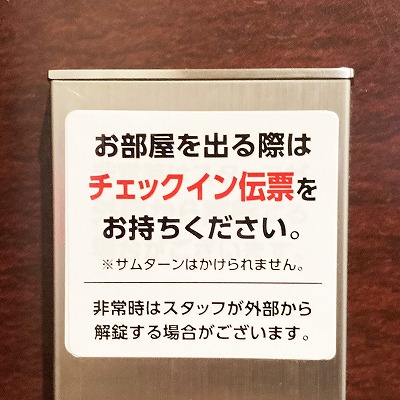 お部屋を出る際は
チェックイン伝票を
お持ちください。
※サムターンはかけられません。
非常時はスタッフが外部から
解錠する場合がございます。